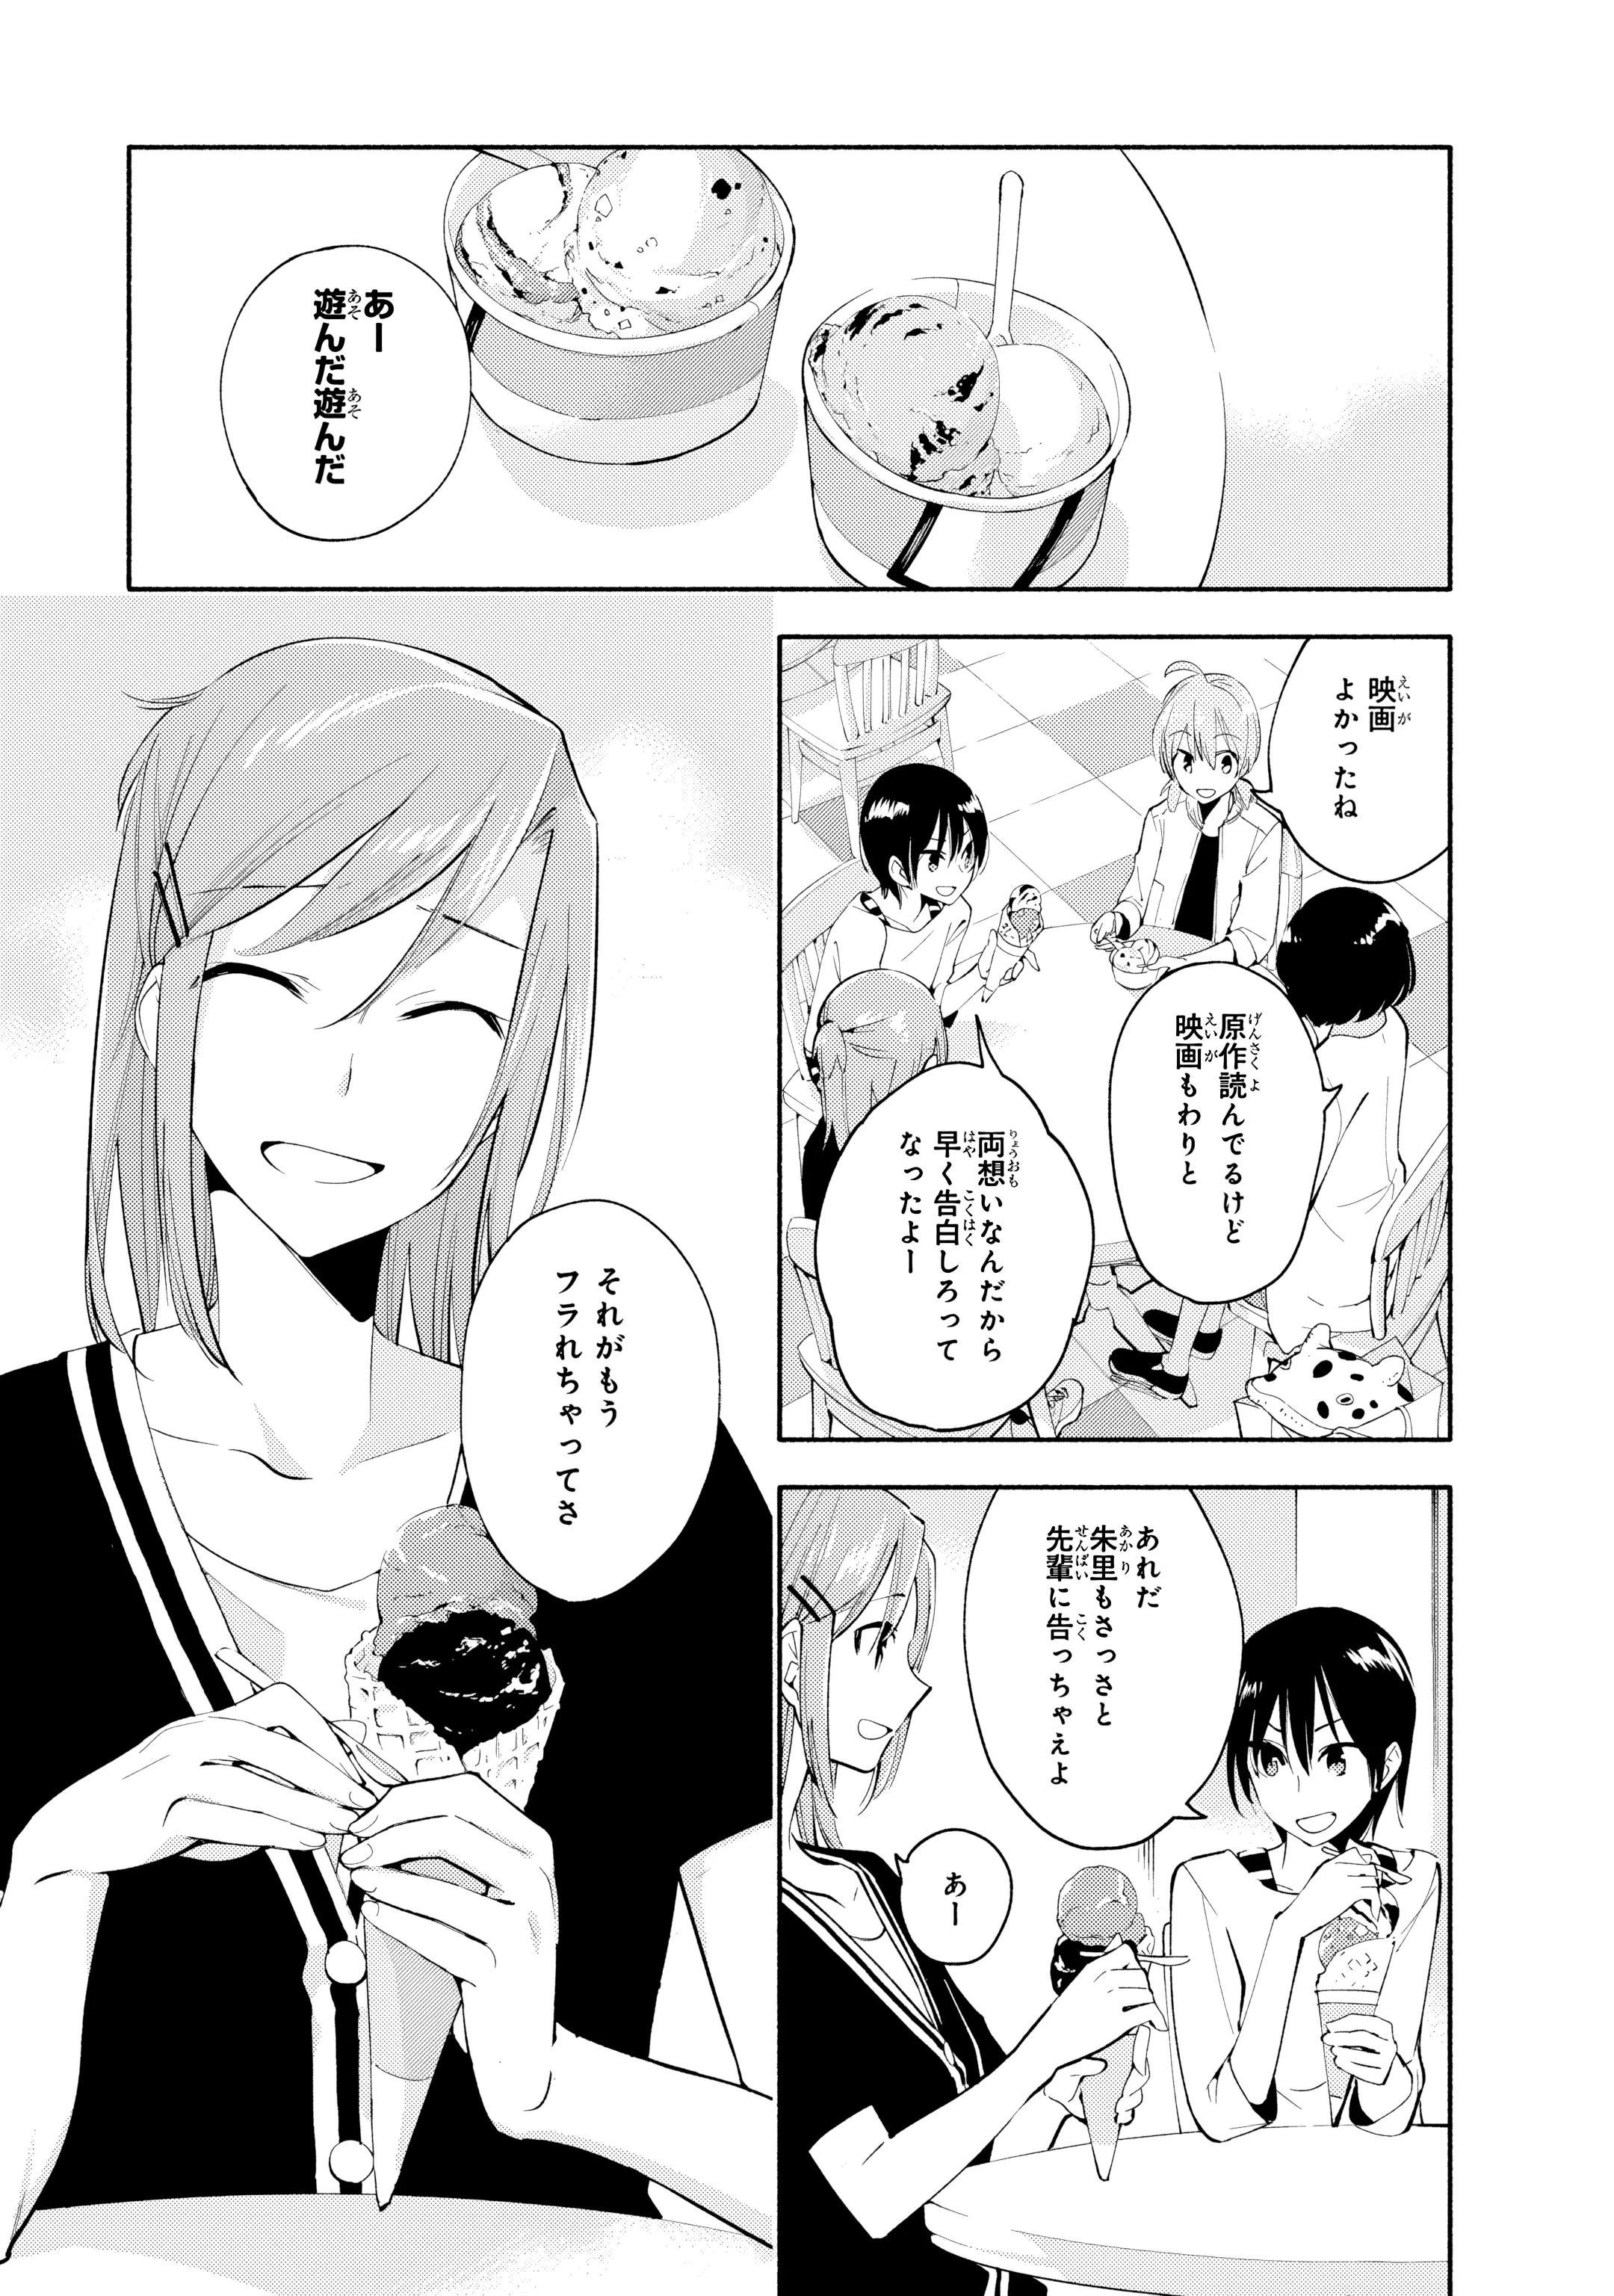 あー
遊んだ遊んだ
映画
よかったね
原作読んでるけど
映画もわりと
両想いなんだから
早く告白しろって
なったよー
あれだ
朱里もさっさと
先輩に告っちゃえよ
あー
それがもう
フラれちゃってさ